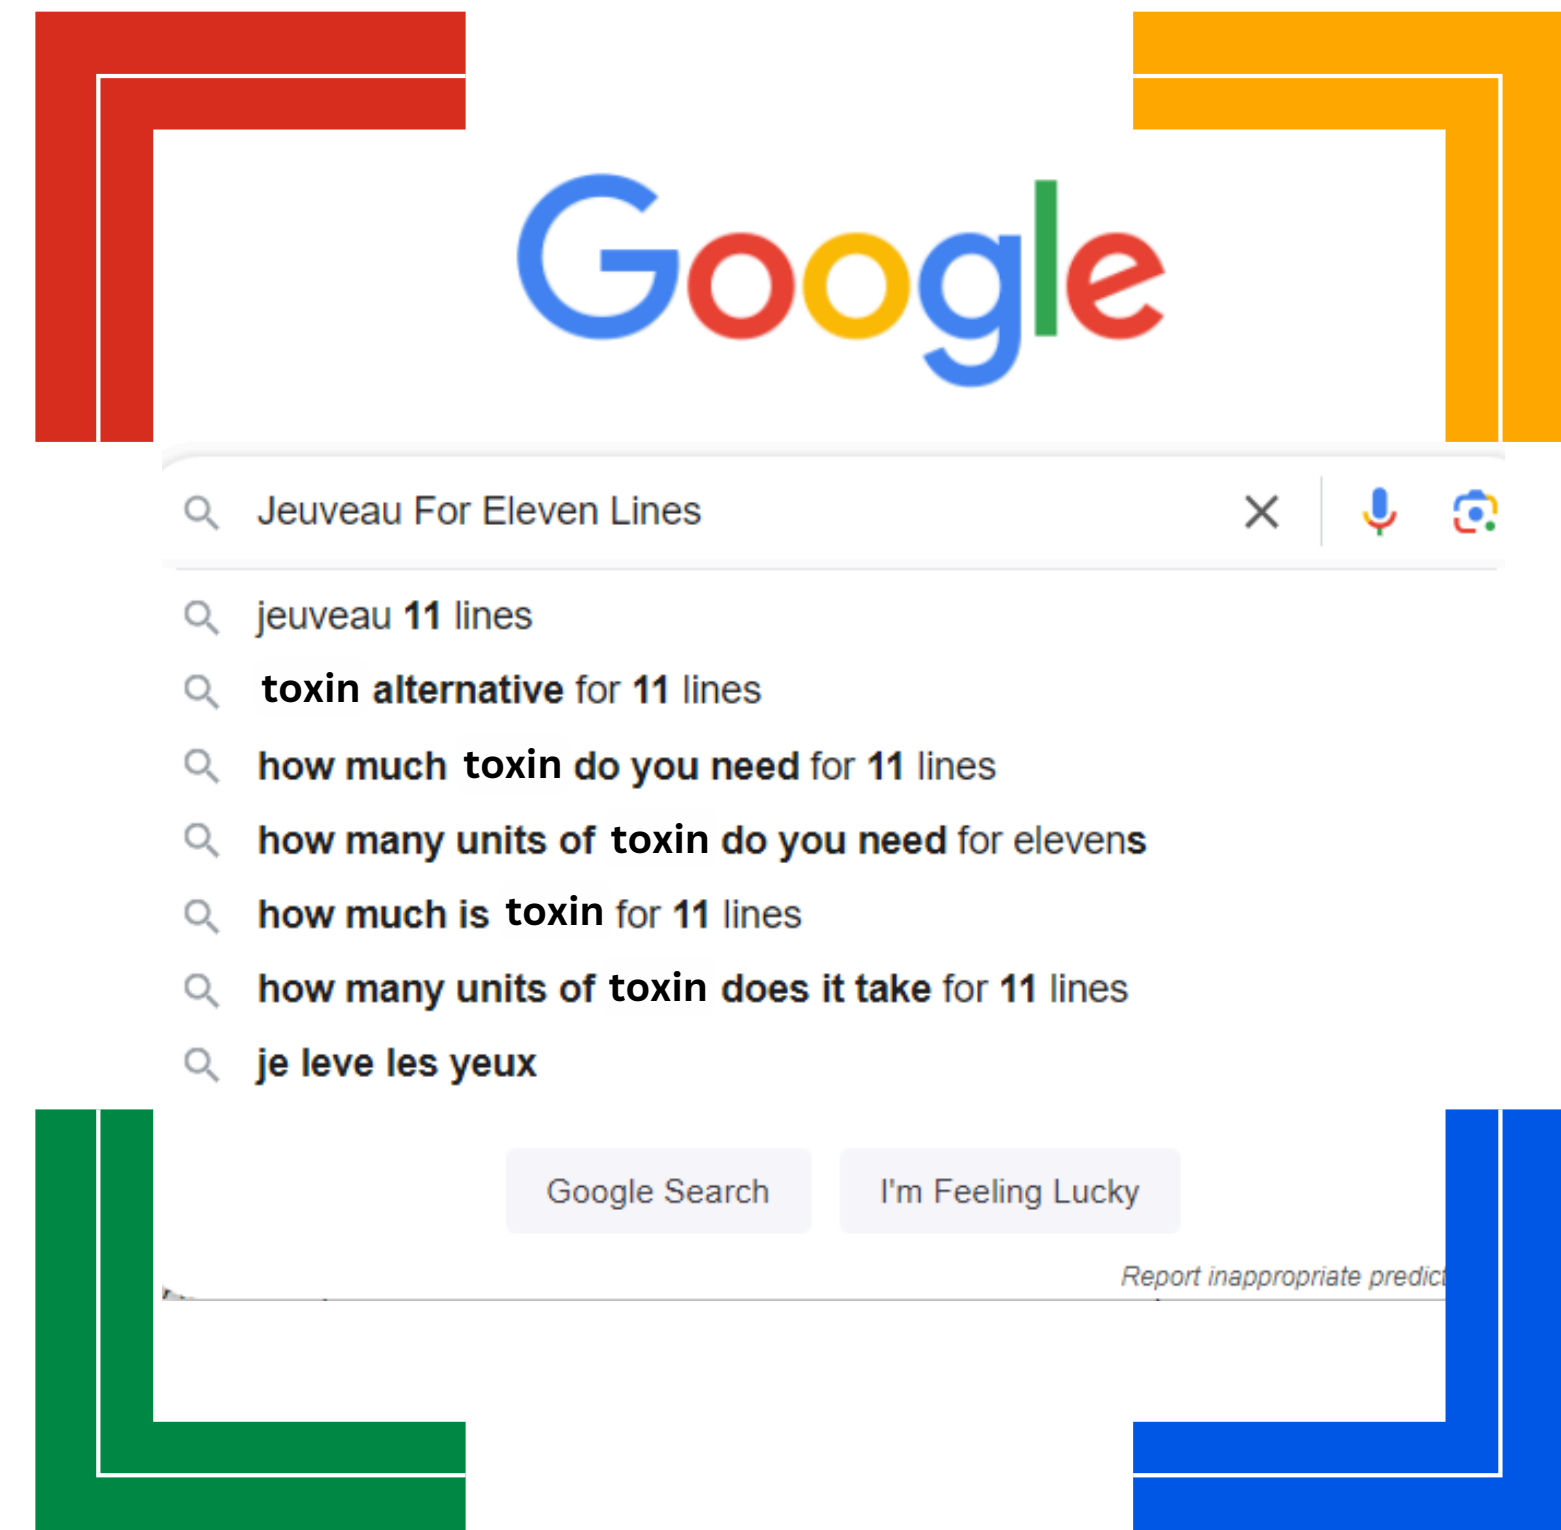 Google
Jeuveau For Eleven Lines
jeuveau 11 lines
toxin alternative for 11 lines
how much toxin do you need for 11 lines
how many units of toxin do you need for elevens
how much is toxin for 11 lines
how many units of toxin does it take for 11 lines
je leve les yeux
Google Search I'm Feeling Lucky
Report inappropriate predict